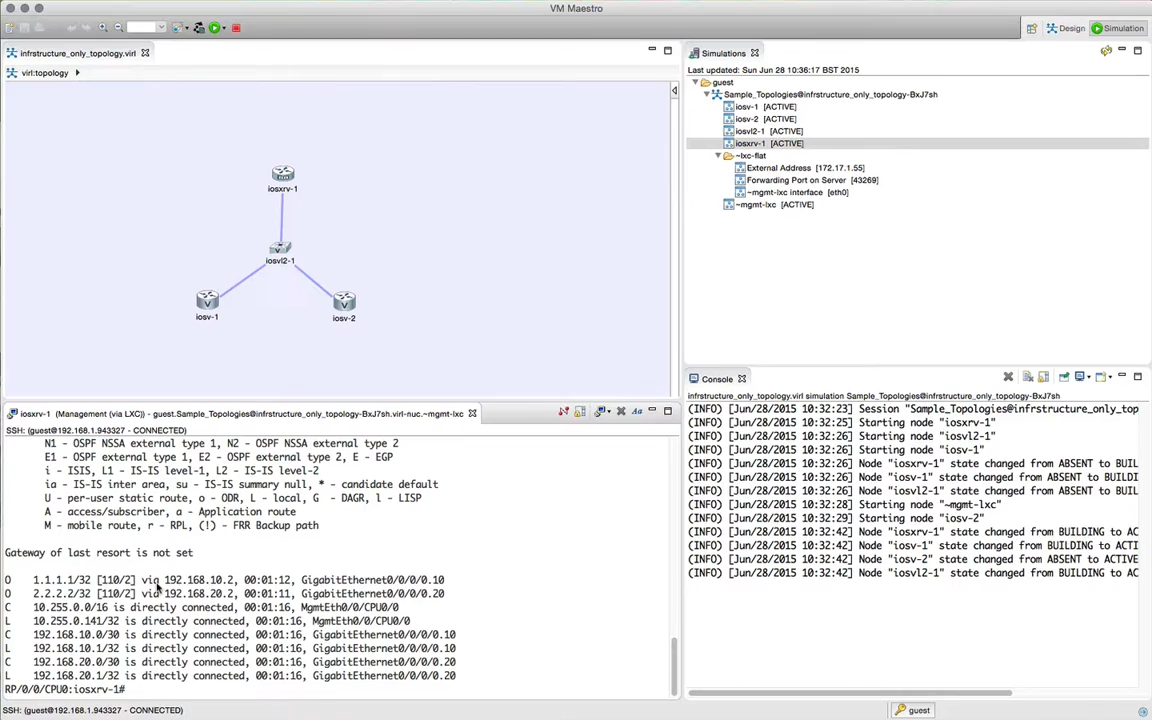 VM Maestro
Design
Simulation
infrstructure_only_topology.virl
virl:topology
iosxrv-1
iosvl2-1
iosv-1
iosv-2
Simulations
Last updated: Sun Jun 28 10:36:17 BST 2015
guest
Sample_Topologies@infrstructure_only_topology-BxJ7sh
iosv-1 [ACTIVE]
iosv-2 [ACTIVE]
iosvl2-1 [ACTIVE]
iosxrv-1 [ACTIVE]
~lxc-flat
External Address [172.17.1.55]
Forwarding Port on Server [43269]
~mgmt-lxc interface [eth0]
~mgmt-lxc [ACTIVE]
iosxrv-1 (Management (via LXC)) - guest.Sample_Topologies@infrstructure_only_topology-BxJ7sh.virl-nuc.~mgmt-lxc
SSH: (guest@192.168.1.943327 - CONNECTED)
N1 - OSPF NSSA external type 1, N2 - OSPF NSSA external type 2
E1 - OSPF external type 1, E2 - OSPF external type 2, E - EGP
i - ISIS, L1 - IS-IS level-1, L2 - IS-IS level-2
ia - IS-IS inter area, su - IS-IS summary null, * - candidate default
U - per-user static route, o - ODR, L - local, G - DAGR, l - LISP
A - access/subscriber, a - Application route
M - mobile route, r - RPL, (!) - FRR Backup path
Gateway of last resort is not set
O 1.1.1.1/32 [110/2] via 192.168.10.2, 00:01:12, GigabitEthernet0/0/0/0.10
O 2.2.2.2/32 [110/2] via 192.168.20.2, 00:01:11, GigabitEthernet0/0/0/0.20
C 10.255.0.0/16 is directly connected, 00:01:16, MgmtEth0/0/CPU0/0
L 10.255.0.141/32 is directly connected, 00:01:16, MgmtEth0/0/CPU0/0
C 192.168.10.0/30 is directly connected, 00:01:16, GigabitEthernet0/0/0/0.10
L 192.168.10.1/32 is directly connected, 00:01:16, GigabitEthernet0/0/0/0.10
C 192.168.20.0/30 is directly connected, 00:01:16, GigabitEthernet0/0/0/0.20
L 192.168.20.1/32 is directly connected, 00:01:16, GigabitEthernet0/0/0/0.20
RP/0/0/CPU0:iosxrv-1#
Console
infrstructure_only_topology.virl simulation Sample_Topologies@infrstructure_only_topology-BxJ7sh
(INFO) [Jun/28/2015 10:32:23] Session "Sample_Topologies@infrstructure_only_top
(INFO) [Jun/28/2015 10:32:25] Starting node "iosxrv-1"
(INFO) [Jun/28/2015 10:32:26] Starting node "iosvl2-1"
(INFO) [Jun/28/2015 10:32:26] Starting node "iosv-1"
(INFO) [Jun/28/2015 10:32:26] Node "iosxrv-1" state changed from ABSENT to BUIL
(INFO) [Jun/28/2015 10:32:26] Node "iosv-1" state changed from ABSENT to BUILDI
(INFO) [Jun/28/2015 10:32:26] Node "iosvl2-1" state changed from ABSENT to BUIL
(INFO) [Jun/28/2015 10:32:28] Starting node "~mgmt-lxc"
(INFO) [Jun/28/2015 10:32:29] Starting node "iosv-2"
(INFO) [Jun/28/2015 10:32:42] Node "iosxrv-1" state changed from BUILDING to AC
(INFO) [Jun/28/2015 10:32:42] Node "iosv-1" state changed from BUILDING to ACTI
(INFO) [Jun/28/2015 10:32:42] Node "iosv-2" state changed from ABSENT to ACTIVE
(INFO) [Jun/28/2015 10:32:42] Node "iosvl2-1" state changed from BUILDING to AC
SSH: (guest@192.168.1.943327 - CONNECTED)
guest